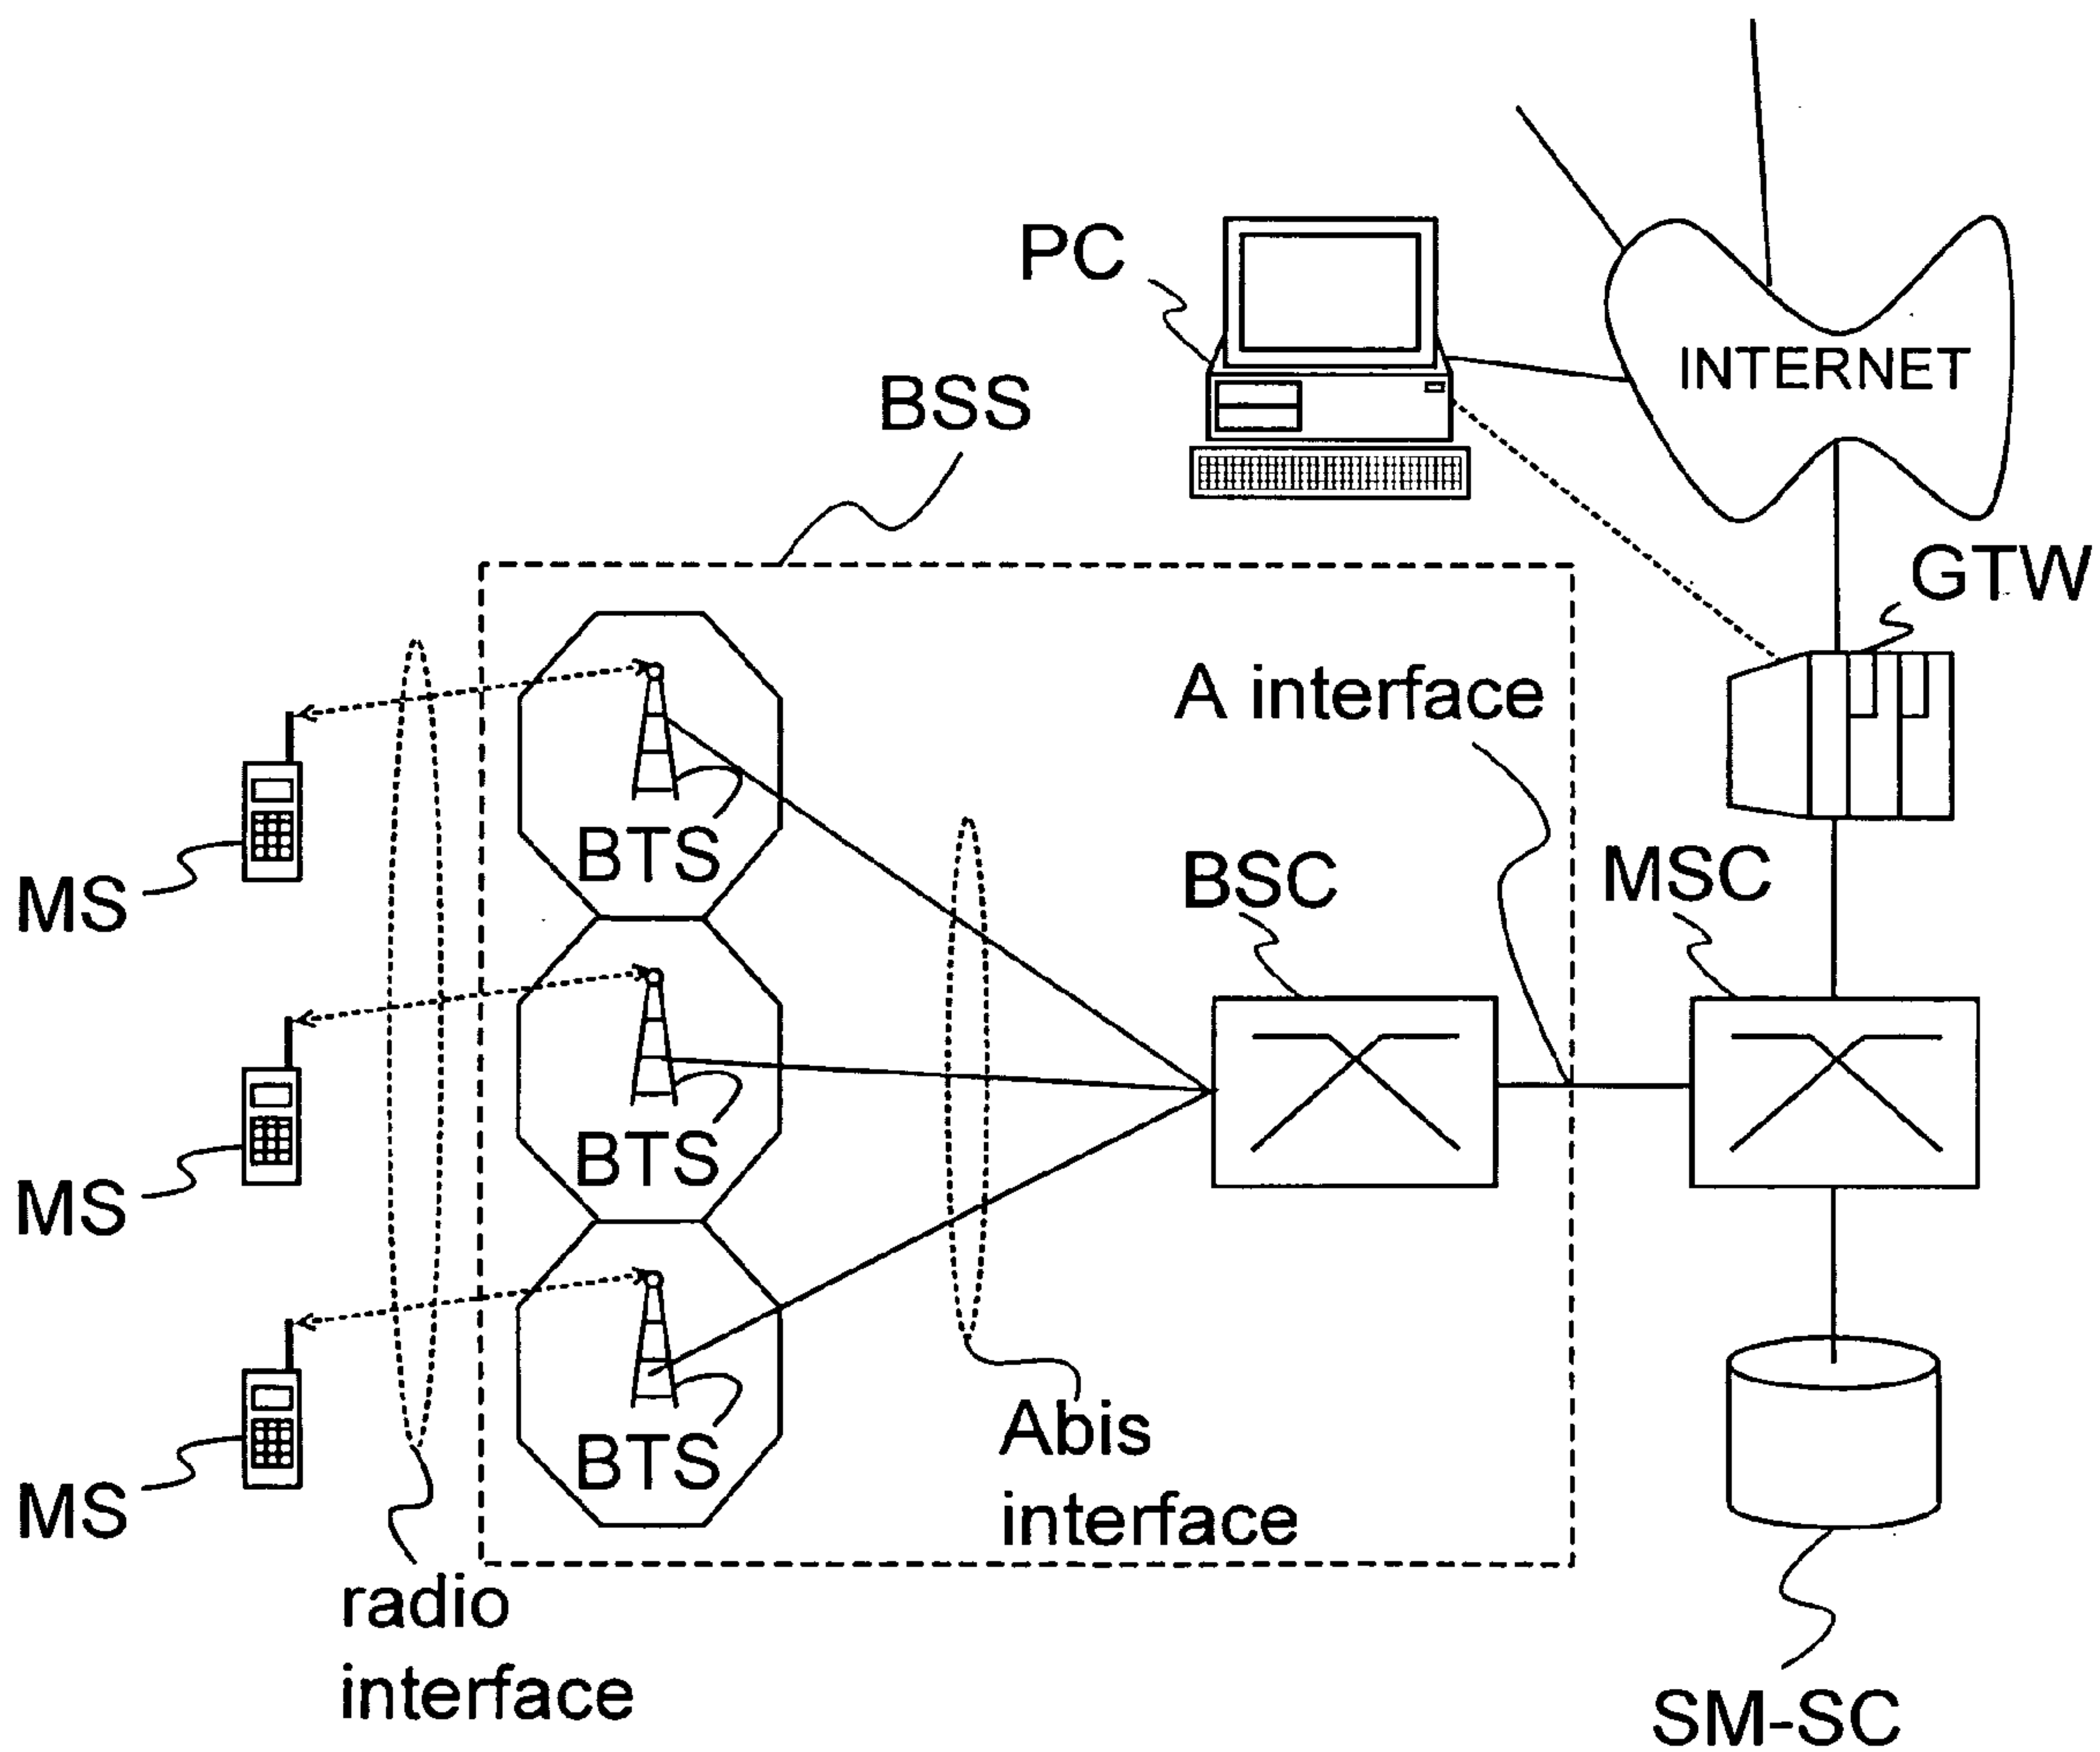 PC
INTERNET
BSS
GTW
A interface
BTS
MS
BSC
MSC
BTS
MS
BTS
Abis
interface
MS
radio
interface
SM-SC